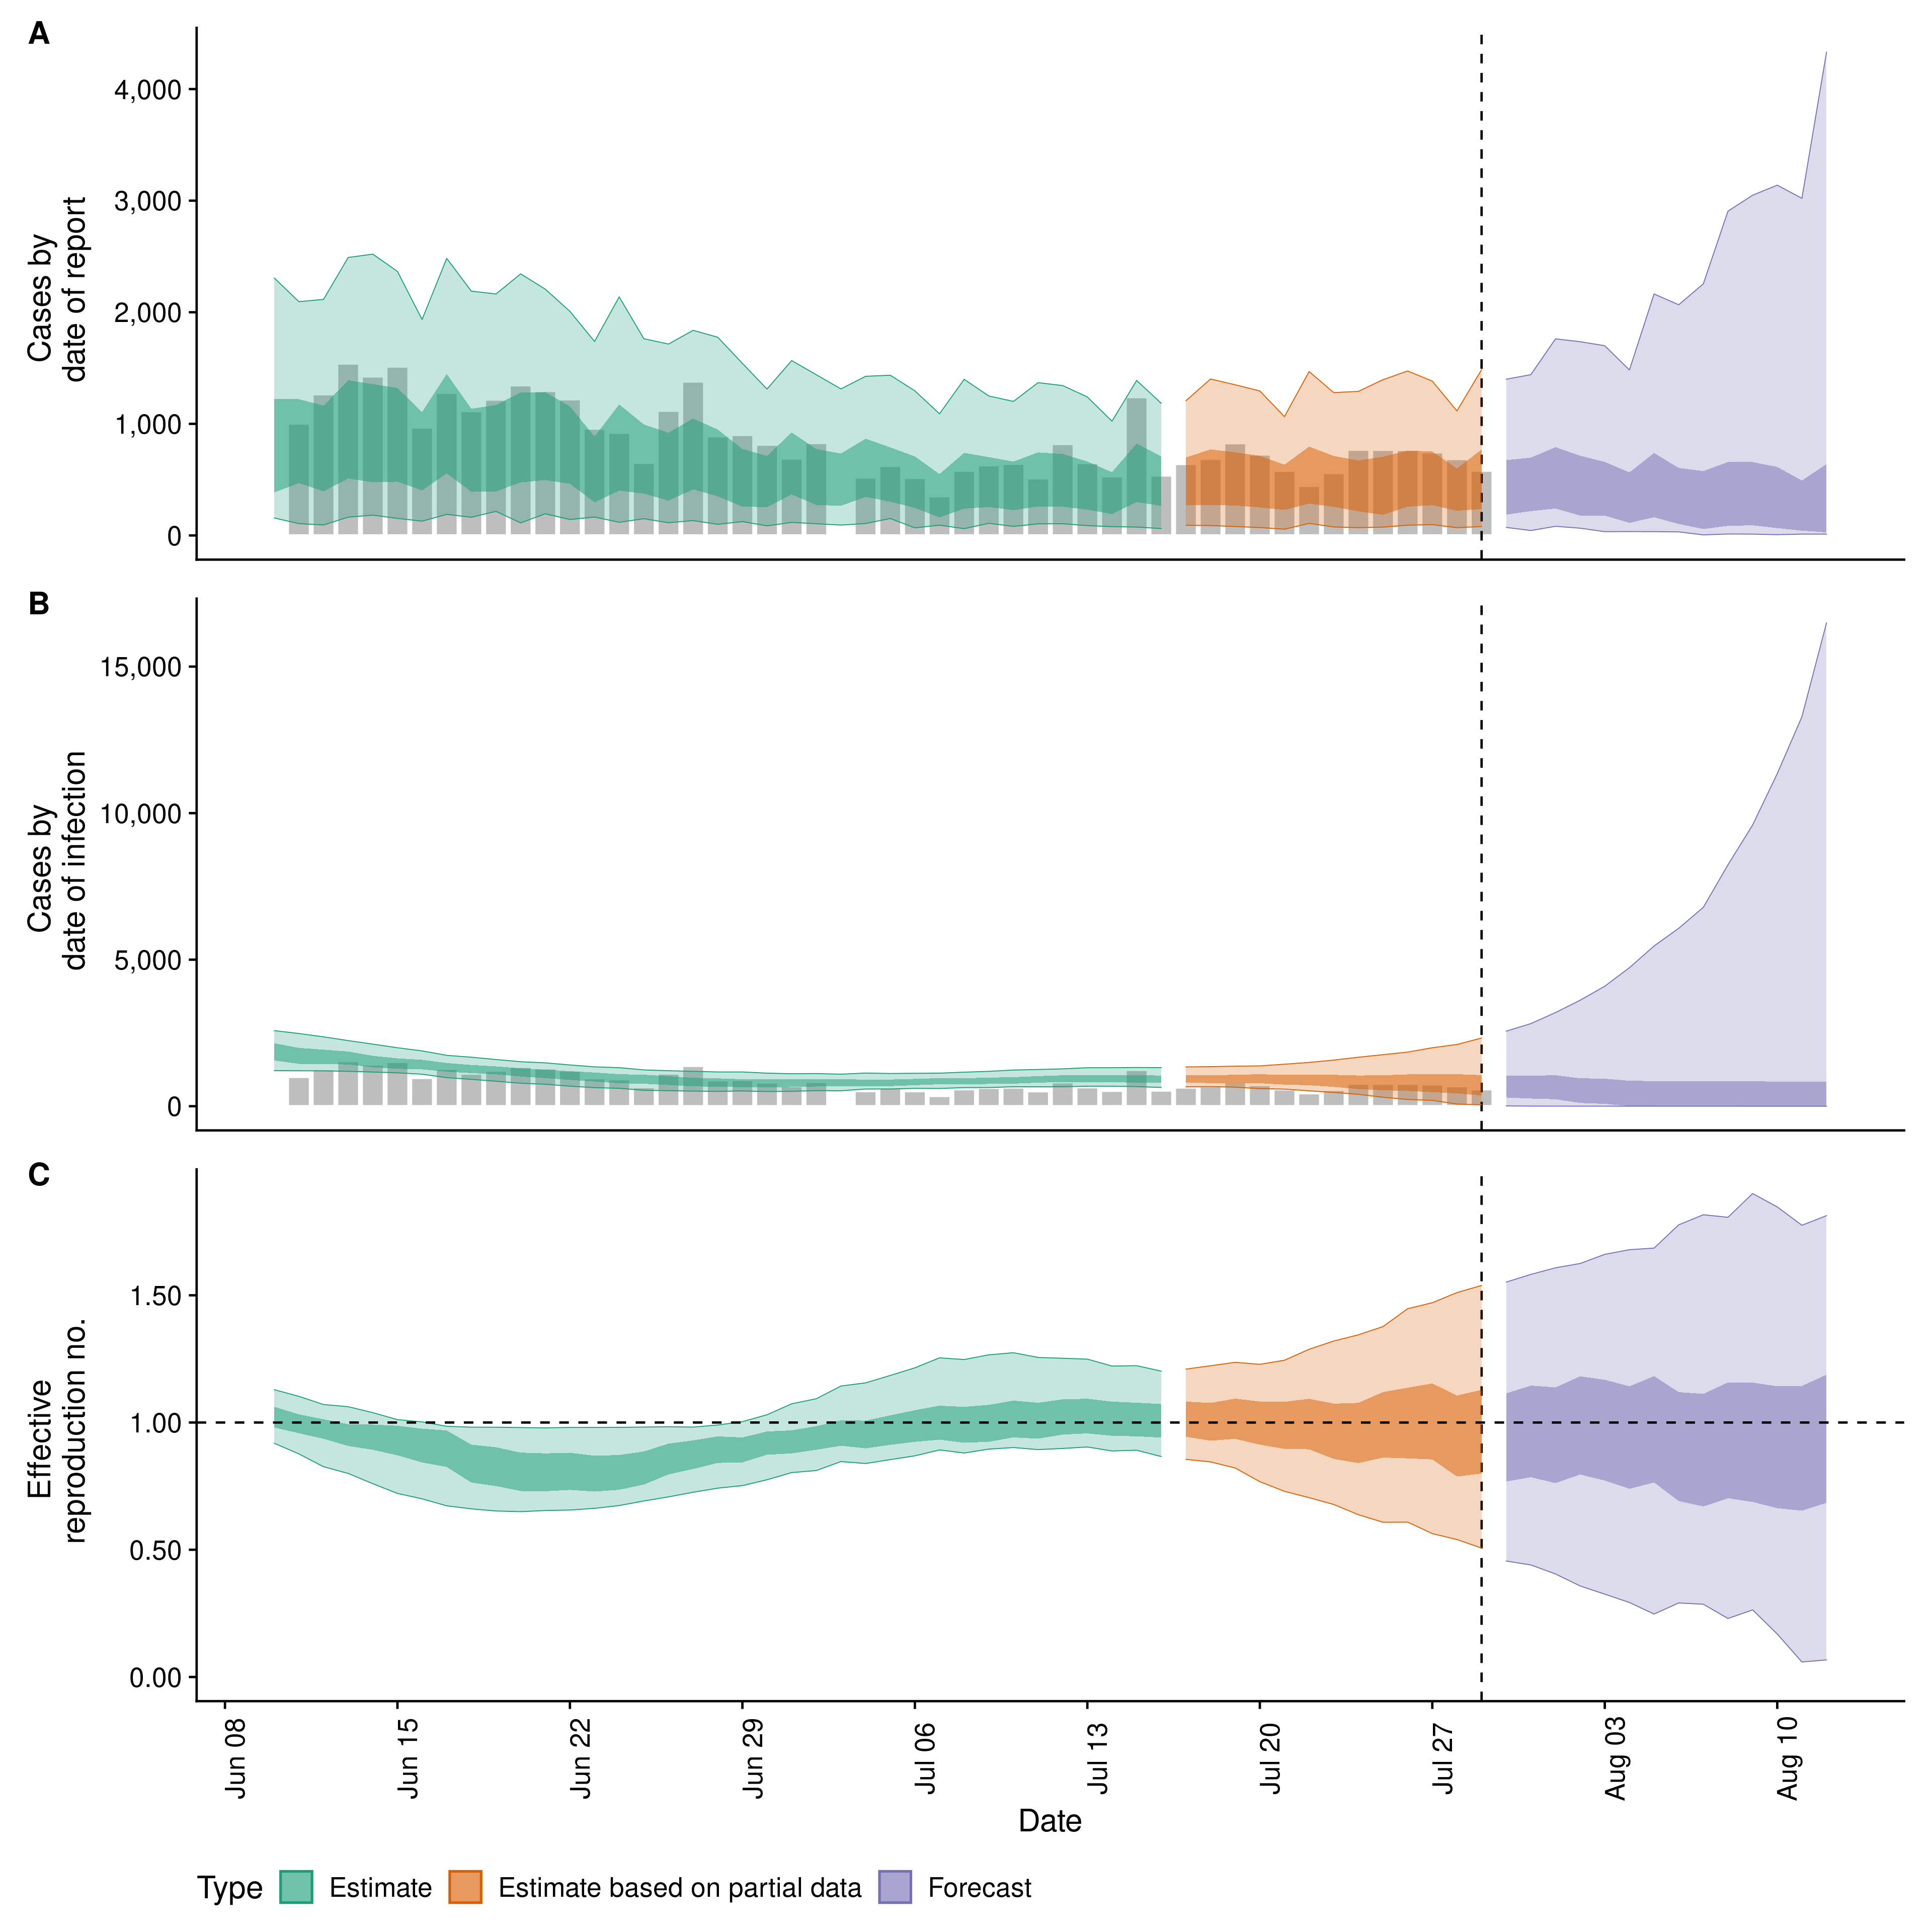 A
Cases by
date of report
4,000
3,000
2,000
1,000
0
B
Cases by
date of infection
15,000
10,000
5,000
0
C
Effective
reproduction no.
1.50
1.00
0.50
0.00
Jun 08
Jun 15
Jun 22
Jun 29
Jul 06
Jul 13
Jul 20
Jul 27
Aug 03
Aug 10
Date
Type Estimate Estimate based on partial data Forecast